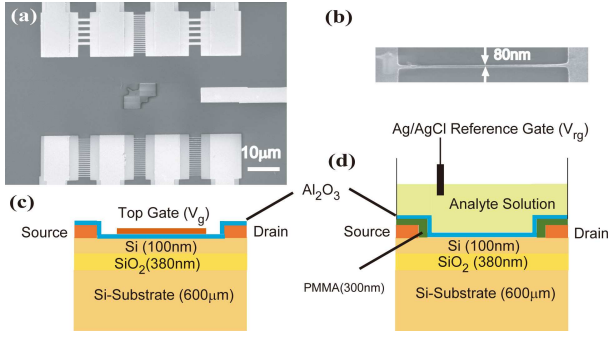 (a)
10μm
(b)
80nm
Ag/AgCl Reference Gate (Vrg)
(c)
Top Gate (Vg)
Al2O3
Source
Drain
Si (100nm)
SiO2(380nm)
Si-Substrate (600μm)
(d)
Analyte Solution
Source
Drain
Si (100nm)
SiO2 (380nm)
PMMA(300nm)
Si-Substrate (600μm)